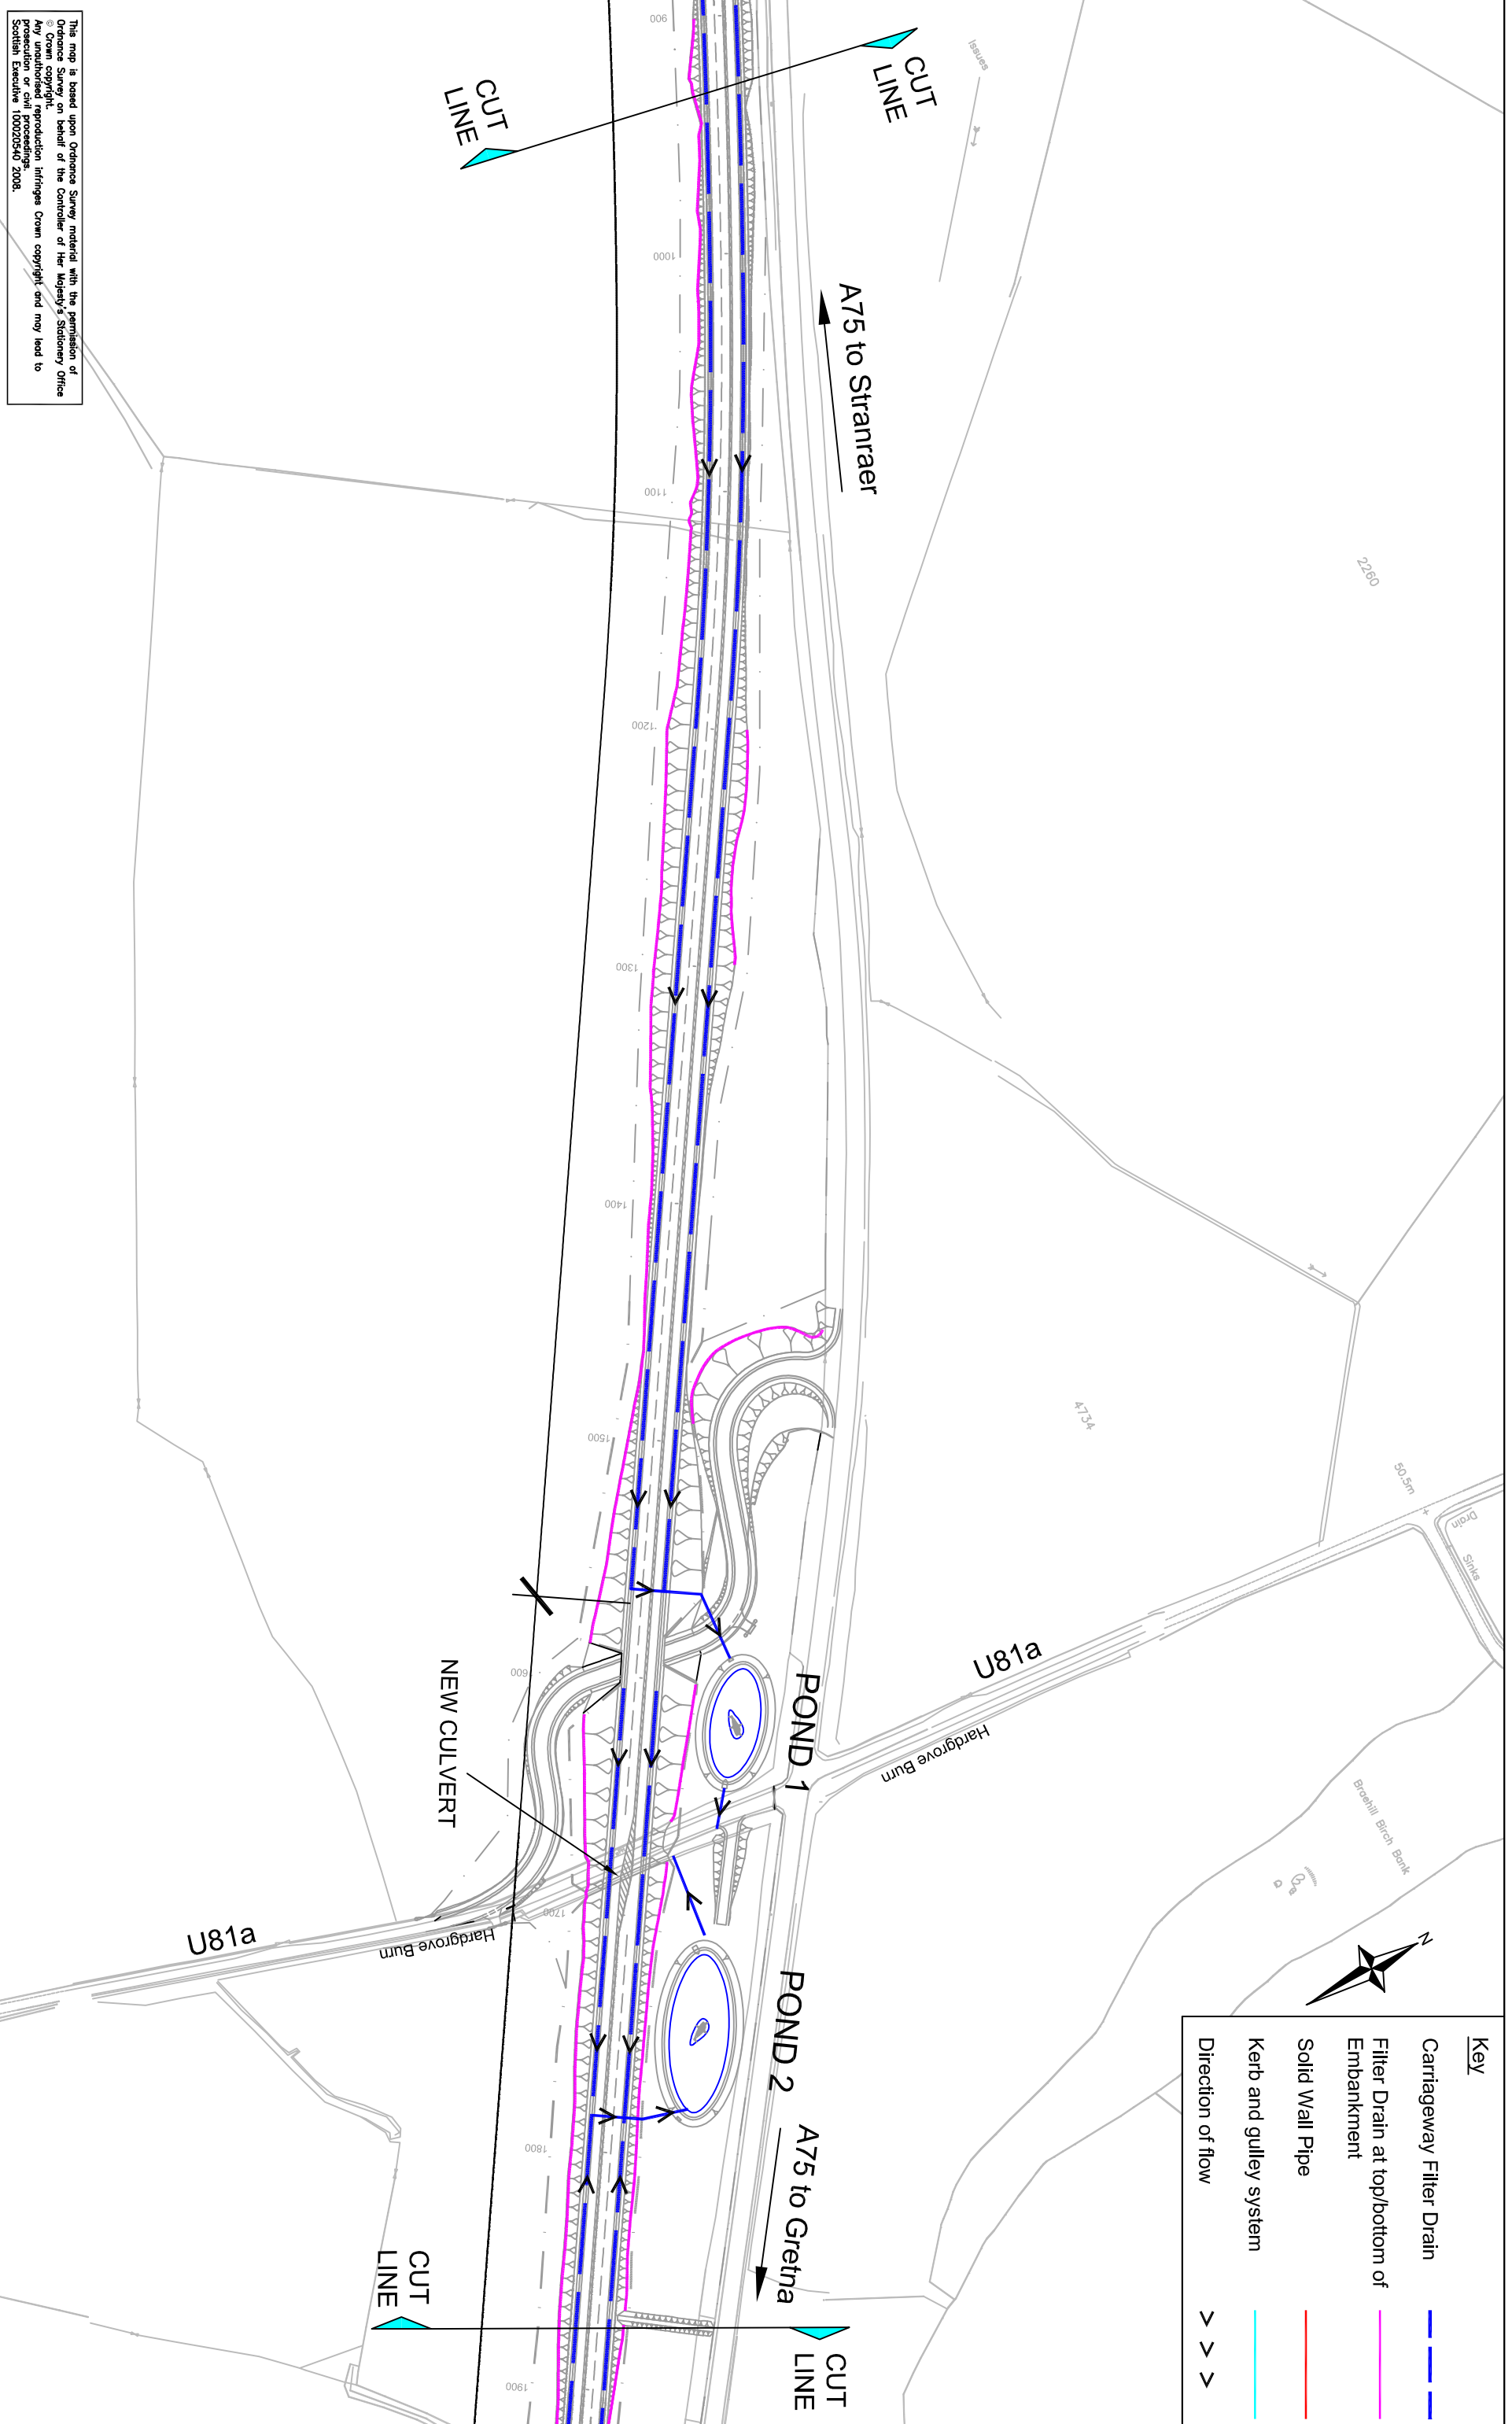 This map is based upon Ordnance Survey material with the permission of
Ordnance Survey on behalf of the Controller of Her Majesty's Stationery Office
© Crown copyright.
Any unauthorised reproduction infringes Crown copyright and may lead to
prosecution or civil proceedings.
Scottish Executive 100020540 2008.
CUT
LINE
CUT
LINE
Issues
900
1000
A75 to Stranraer
1100
2260
1200
1300
1400
1500
4734
50.5m
Drain
Sinks
U81a
Hardgrove Burn
POND 1
1600
NEW CULVERT
1700
Hardgrove Burn
U81a
Braehill Birch Bank
N
POND 2
A75 to Gretna
1800
CUT
LINE
CUT
LINE
1900
Key
Carriageway Filter Drain
Filter Drain at top/bottom of
Embankment
Solid Wall Pipe
Kerb and gulley system
Direction of flow